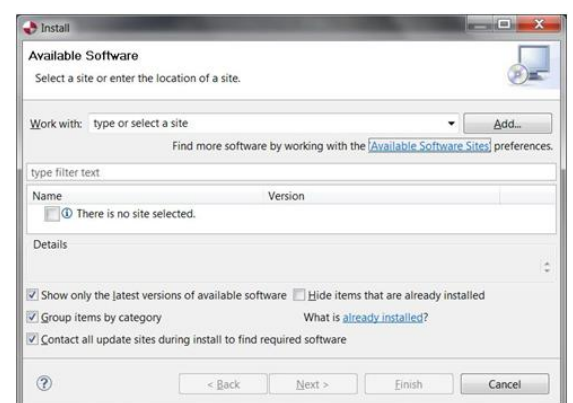 Install
Available Software
Select a site or enter the location of a site.
Work with: type or select a site Add...
Find more software by working with the 'Available Software Sites' preferences.
type filter text
Name Version
There is no site selected.
Details
Show only the latest versions of available software Hide items that are already installed
Group items by category What is already installed?
Contact all update sites during install to find required software
? < Back Next > Finish Cancel